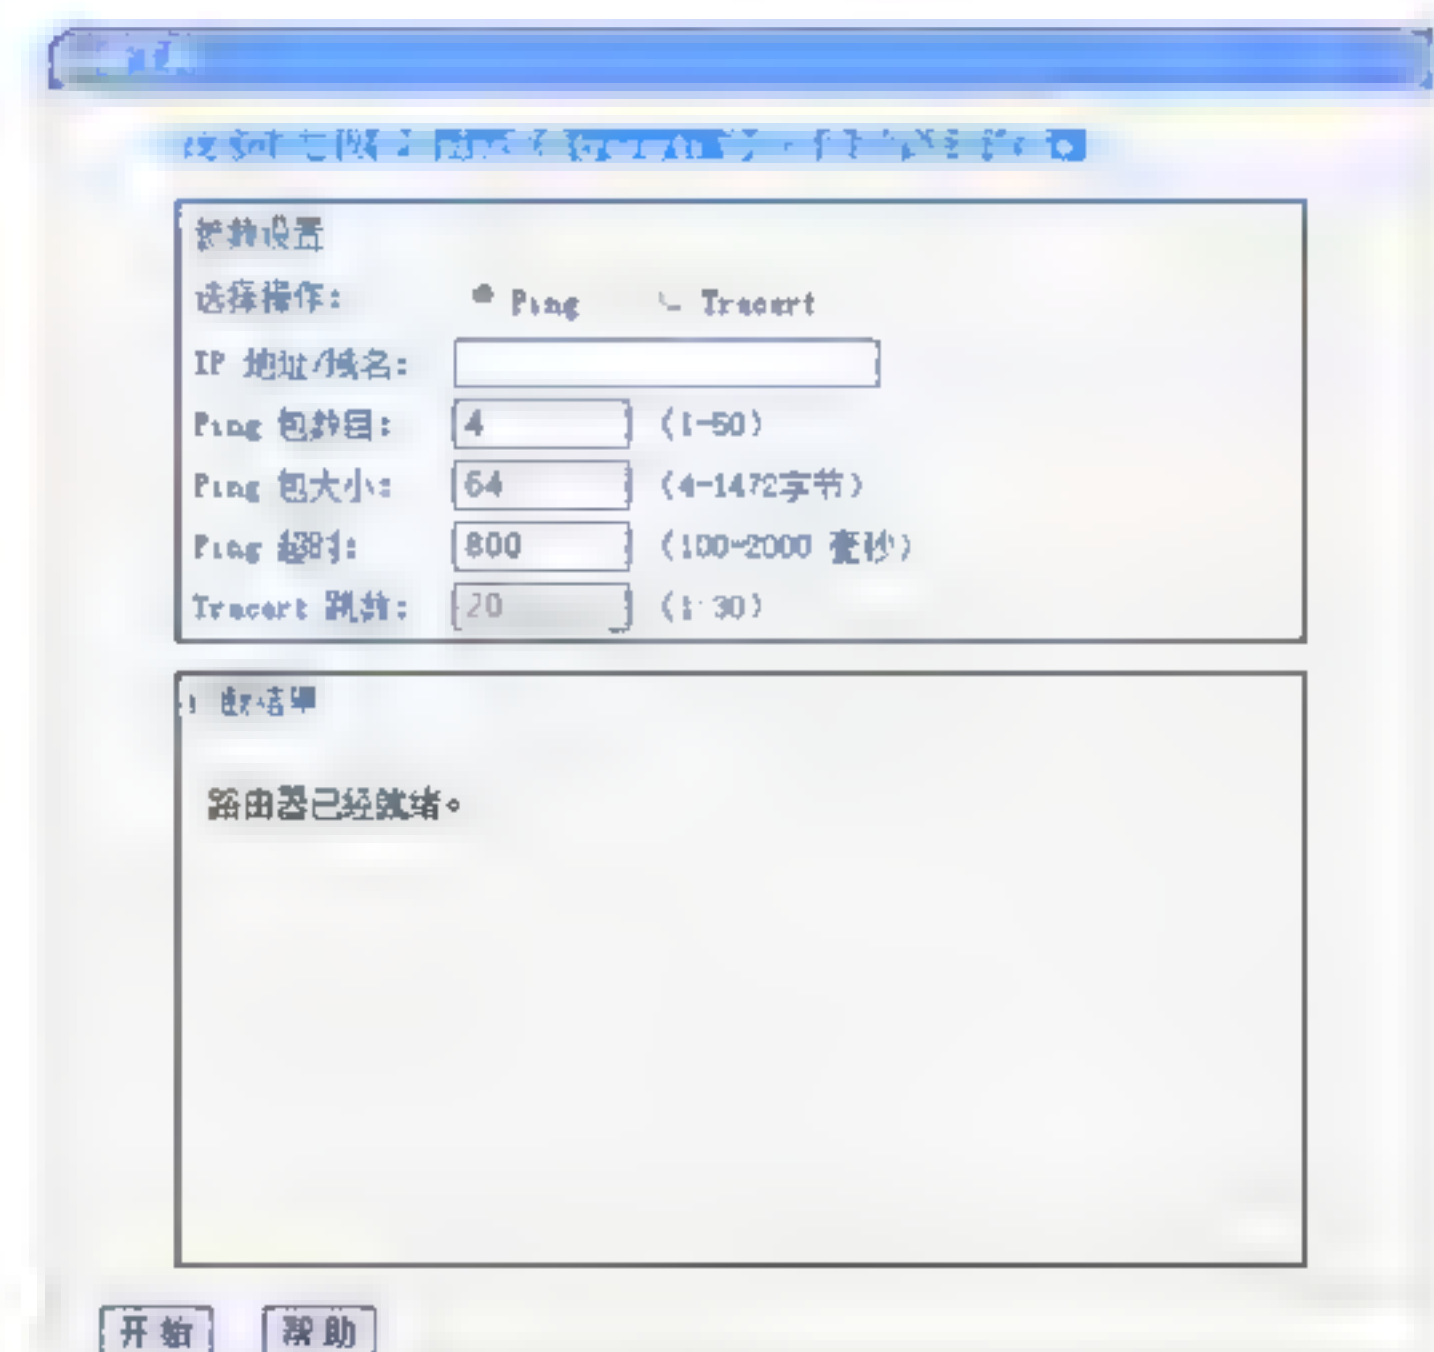 参数设置
选择操作: Ping Tracert
IP 地址/域名:
Ping 包数目: 4 (1-50)
Ping 包大小: 64 (4-1472字节)
Ping 超时: 800 (100-2000 毫秒)
Tracert 跳数: 20 (1-30)
结果
路由器已经就绪。
开始 帮助